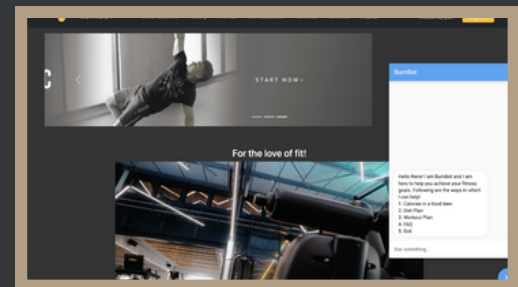 C
START NOW!
For the love of fit!
BurnBot
Hello there! I am BurnBot and I am
here to help you achieve your fitness
goals. Following are the ways in which
I can help!
1: Calories in a food item
2: Diet Plan
3: Workout Plan
4: FAQ
5: Exit
Ask something...